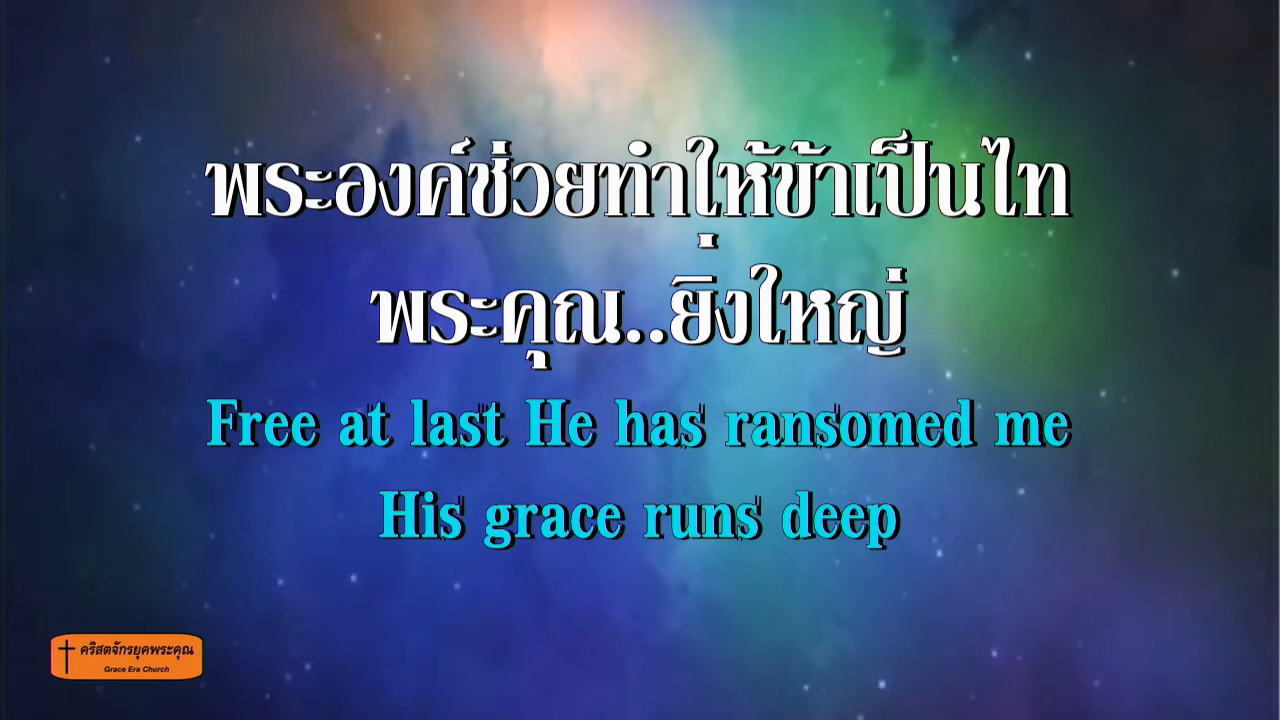 พระองค์ช่วยทำให้ข้าเป็นไท
พระคุณ..ยิ่งใหญ่
Free at last He has ransomed me
His grace runs deep
คริสตจักรยุคพระคุณ
Grace Era Church